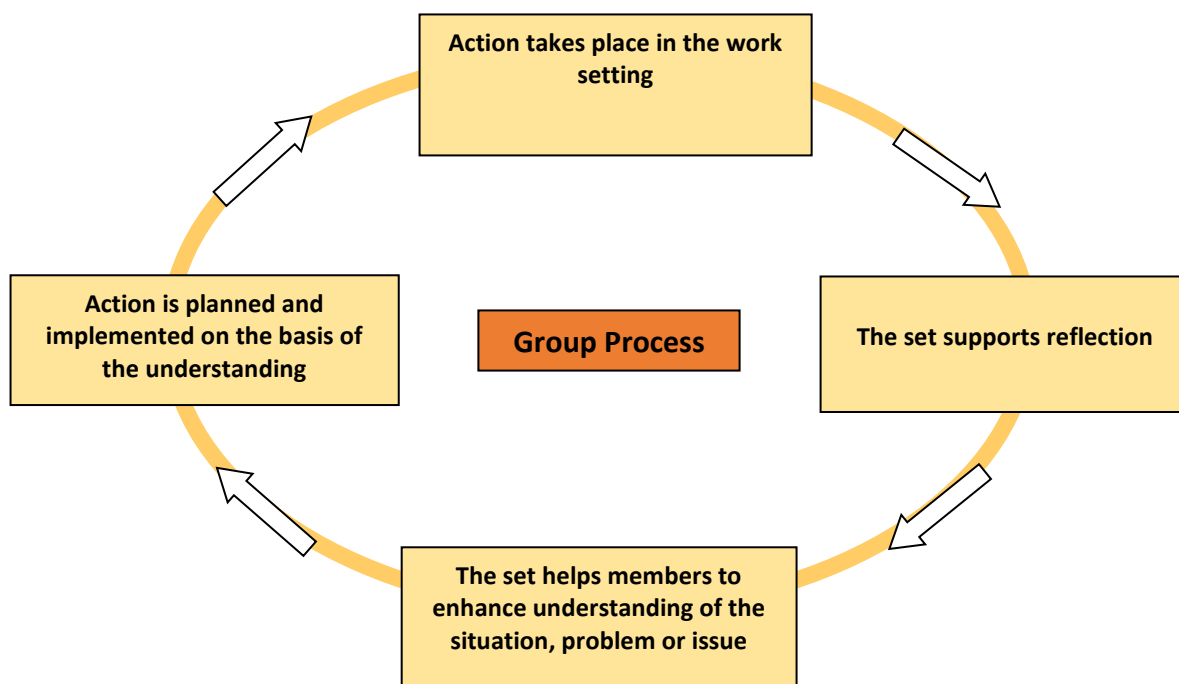 Action takes place in the work
setting
Action is planned and
implemented on the basis of
the understanding
Group Process
The set supports reflection
The set helps members to
enhance understanding of the
situation, problem or issue